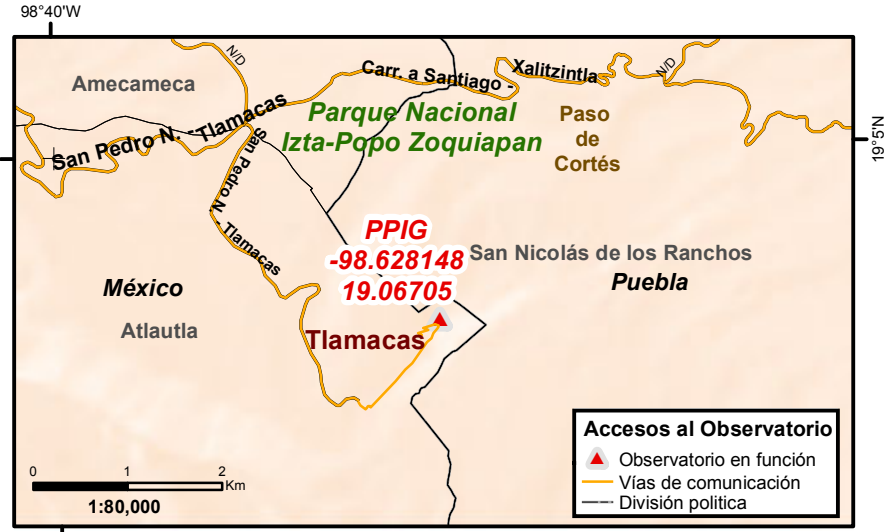 98°40'W
N/D
Amecameca
Carr. a Santiago -
Xalitzintla
N/D
San Pedro N. - Tlamacas
Parque Nacional
Izta-Popo Zoquiapan
Paso
de
Cortés
19°5'N
San Pedro N.
- Tlamacas
PPIG
-98.628148
19.06705
San Nicolás de los Ranchos
México
Puebla
Atlautla
Tlamacas
0 1 2
Km
1:80,000
Accesos al Observatorio
Observatorio en función
Vías de comunicación
División politica